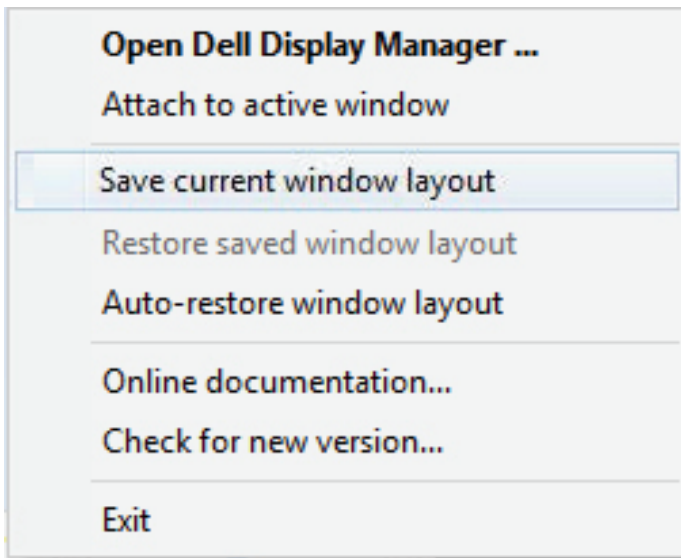 Open Dell Display Manager ...
Attach to active window
Save current window layout
Restore saved window layout
Auto-restore window layout
Online documentation...
Check for new version...
Exit